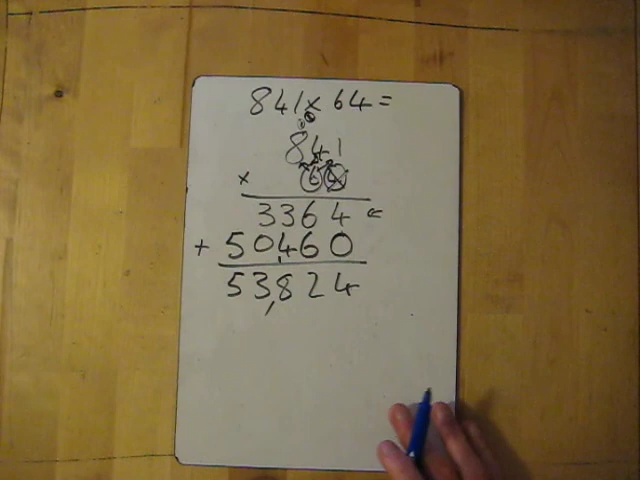 841 x 64 =
841
x 64
3364
+ 50460
53,824